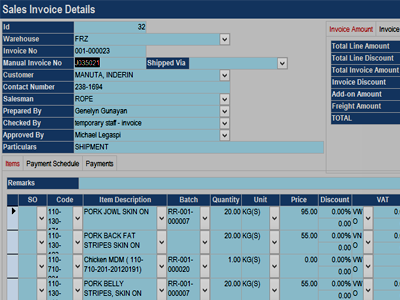 Sales Invoice Details
Id 32
Warehouse FRZ
Invoice No 001-000023
Manual Invoice No J035021 Shipped Via
Customer MANUTA, INDERIN
Contact Number 238-1694
Salesman ROPE
Prepared By Genelyn Gunayan
Checked By temporary staff - invoice
Approved By Michael Legaspi
Particulars SHIPMENT
Invoice Amount Invoice
Total Line Amount
Total Line Discount
Total Invoice Amount
Invoice Discount
Add-on Amount
Freight Amount
TOTAL
Items Payment Schedule Payments
Remarks
SO Code Item Description Batch Quantity Unit Price Discount VAT
110- PORK JOWL SKIN ON RR-001- 20.00 KG(S) 95.00 0.00% VW 0.
130- 000007 0.00 O
110- PORK BACK FAT RR-001- 20.00 KG(S) 55.00 0.00% VW 0.
130- STRIPES, SKIN ON 000007 0.00 O
110- Chicken MDM ( 110- RR-001- 1.00 KG(S) 0.00 0.00% VW 0.
710- 710-201-20120191) 000020 0.00 O
110- PORK BELLY RR-001- 20.00 KG(S) 55.00 0.00% VW 0.
130- STRIPES, SKIN ON 000007 0.00 O